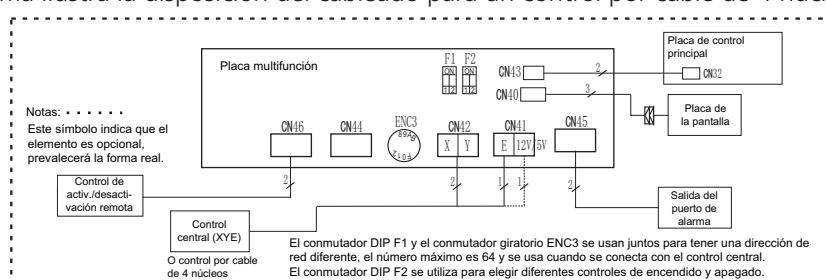 Placa multifunción
F1 F2
ON ON
1 2 1 2
CN43
2
Placa de control
principal
CN32
CN40
3
Placa de
la pantalla
Notas:
Este símbolo indica que el
elemento es opcional,
prevalecerá la forma real.
CN46
CN44
ENC3
CN42
X Y
CN41
E 12V/5V
CN45
2
2
1
1
2
Control de
activ./desacti-
vación remota
Control
central (XYE)
O control por cable
de 4 núcleos
Salida del
puerto de
alarma
El conmutador DIP F1 y el conmutador giratorio ENC3 se usan juntos para tener una dirección de
red diferente, el número máximo es 64 y se usa cuando se conecta con el control central.
El conmutador DIP F2 se utiliza para elegir diferentes controles de encendido y apagado.